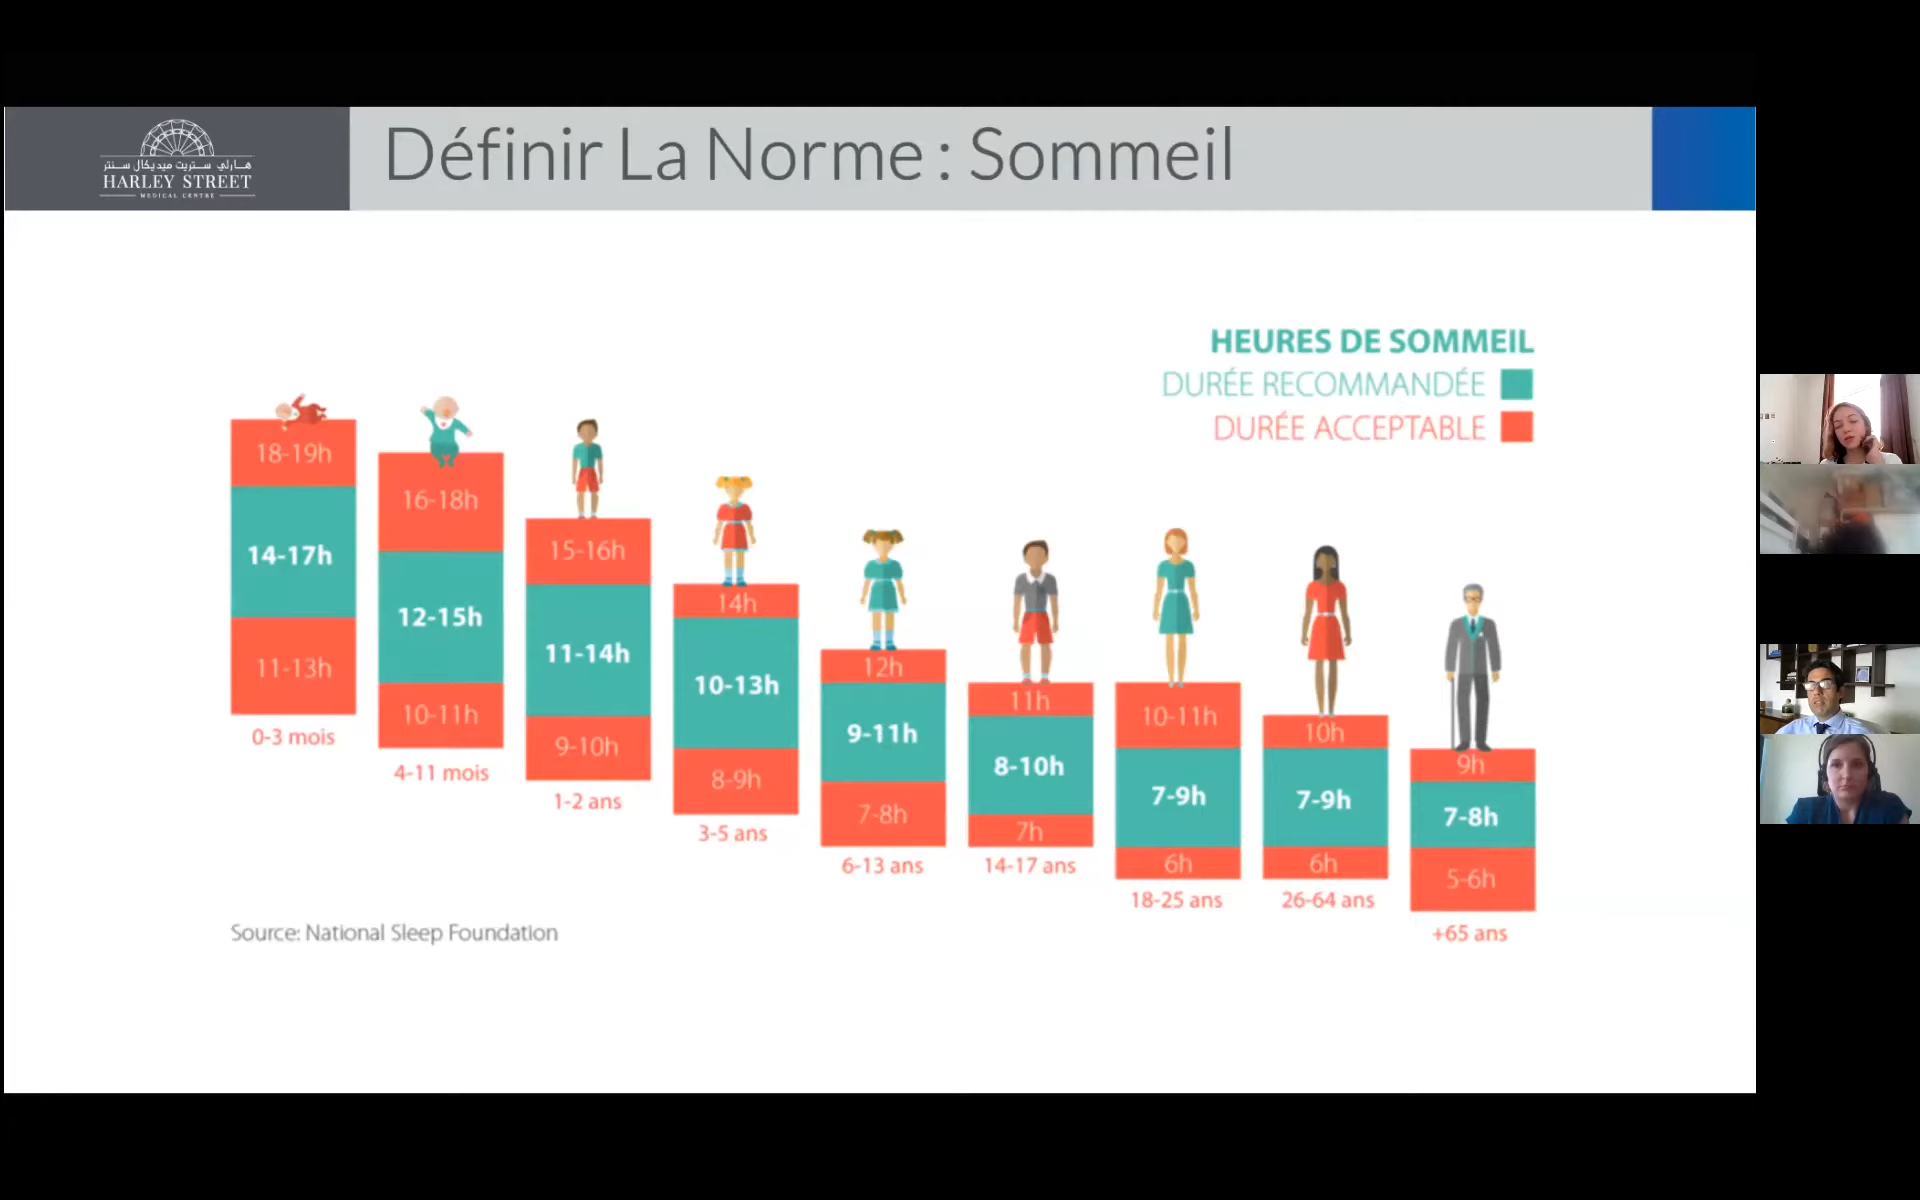 هارلي ستريت ميديكال سنتر
HARLEY STREET
MEDICAL CENTRE
Définir La Norme : Sommeil
HEURES DE SOMMEIL
DURÉE RECOMMANDÉE
DURÉE ACCEPTABLE
18-19h
14-17h
11-13h
0-3 mois
16-18h
12-15h
10-11h
4-11 mois
15-16h
11-14h
9-10h
1-2 ans
14h
10-13h
8-9h
3-5 ans
12h
9-11h
7-8h
6-13 ans
11h
8-10h
7h
14-17 ans
10-11h
7-9h
6h
18-25 ans
10h
7-9h
6h
26-64 ans
9h
7-8h
5-6h
+65 ans
Source: National Sleep Foundation